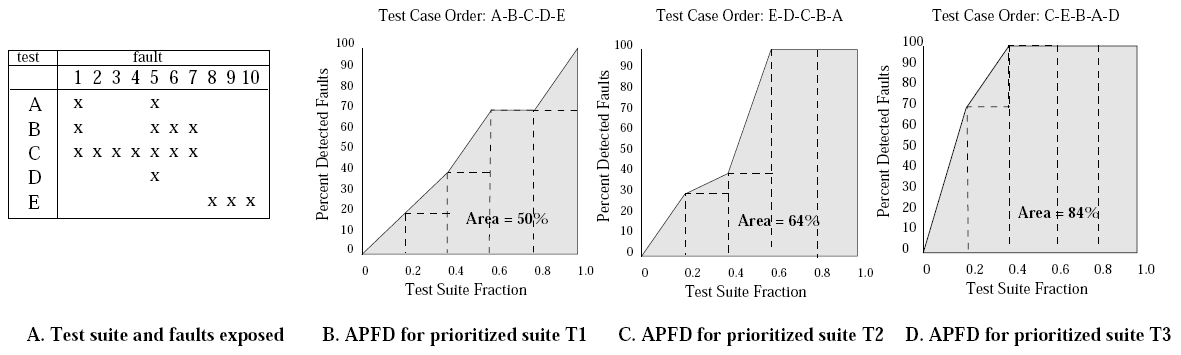 test fault
1 2 3 4 5 6 7 8 9 10
A x x
B x x x x
C x x x x x x x
D x
E x x x
A. Test suite and faults exposed
Test Case Order: A-B-C-D-E
Percent Detected Faults
100
90
80
70
60
50
40
30
20
10
0
Area = 50%
0 0.2 0.4 0.6 0.8 1.0
Test Suite Fraction
B. APFD for prioritized suite T1
Test Case Order: E-D-C-B-A
Percent Detected Faults
100
90
80
70
60
50
40
30
20
10
0
Area = 64%
0 0.2 0.4 0.6 0.8 1.0
Test Suite Fraction
C. APFD for prioritized suite T2
Test Case Order: C-E-B-A-D
Percent Detected Faults
100
90
80
70
60
50
40
30
20
10
0
Area = 84%
0 0.2 0.4 0.6 0.8 1.0
Test Suite Fraction
D. APFD for prioritized suite T3